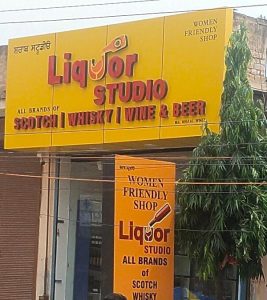 ਸ਼ਰਾਬ ਸਟੂਡੀਓ
WOMEN
FRIENDLY
SHOP
Liquor
STUDIO
ALL BRANDS OF
SCOTCH | WHISKY | WINE & BEER
WOMEN
FRIENDLY
SHOP
Liquor
STUDIO
ALL BRANDS
of
SCOTCH
WHISKY